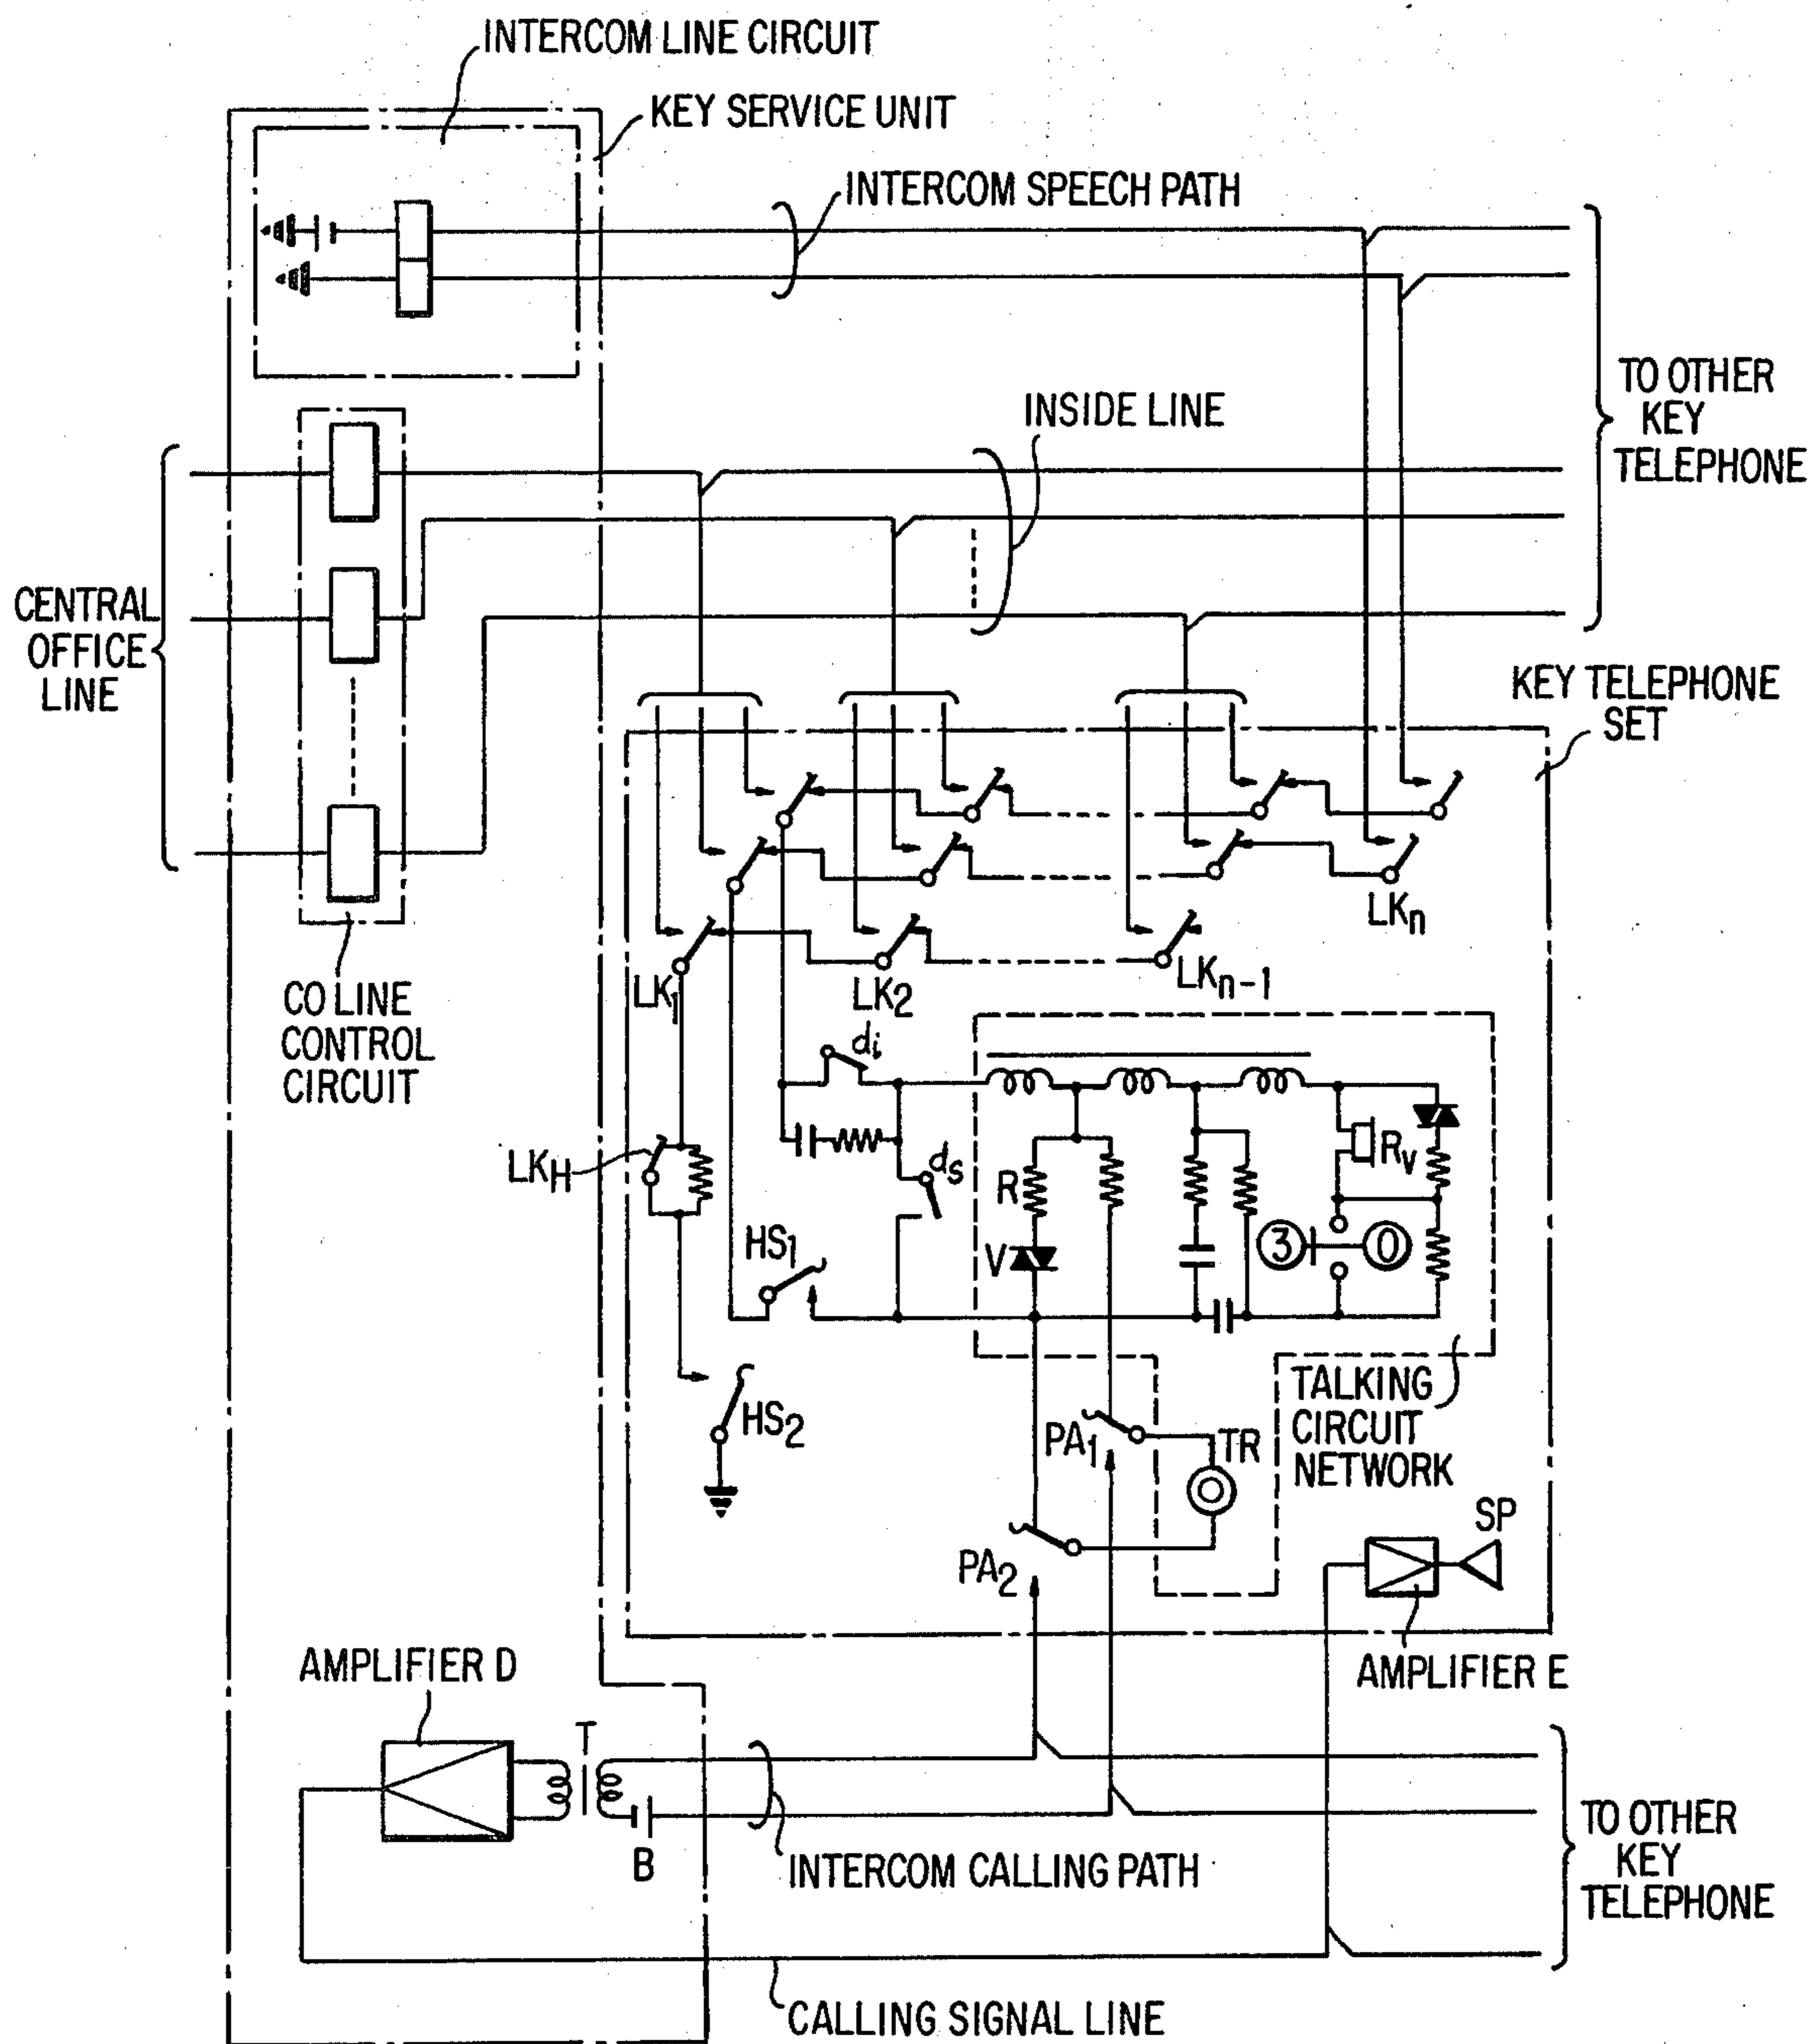 INTERCOM LINE CIRCUIT
KEY SERVICE UNIT
INTERCOM SPEECH PATH
TO OTHER
KEY
TELEPHONE
INSIDE LINE
CENTRAL
OFFICE
LINE
KEY TELEPHONE
SET
LKn
LK1
LK2
LKn-1
CO LINE
CONTROL
CIRCUIT
di
LKH
ds
R
RV
HS1
V
3
0
HS2
TALKING
CIRCUIT
NETWORK
PA1
TR
SP
PA2
AMPLIFIER D
AMPLIFIER E
T
B
INTERCOM CALLING PATH
TO OTHER
KEY
TELEPHONE
CALLING SIGNAL LINE